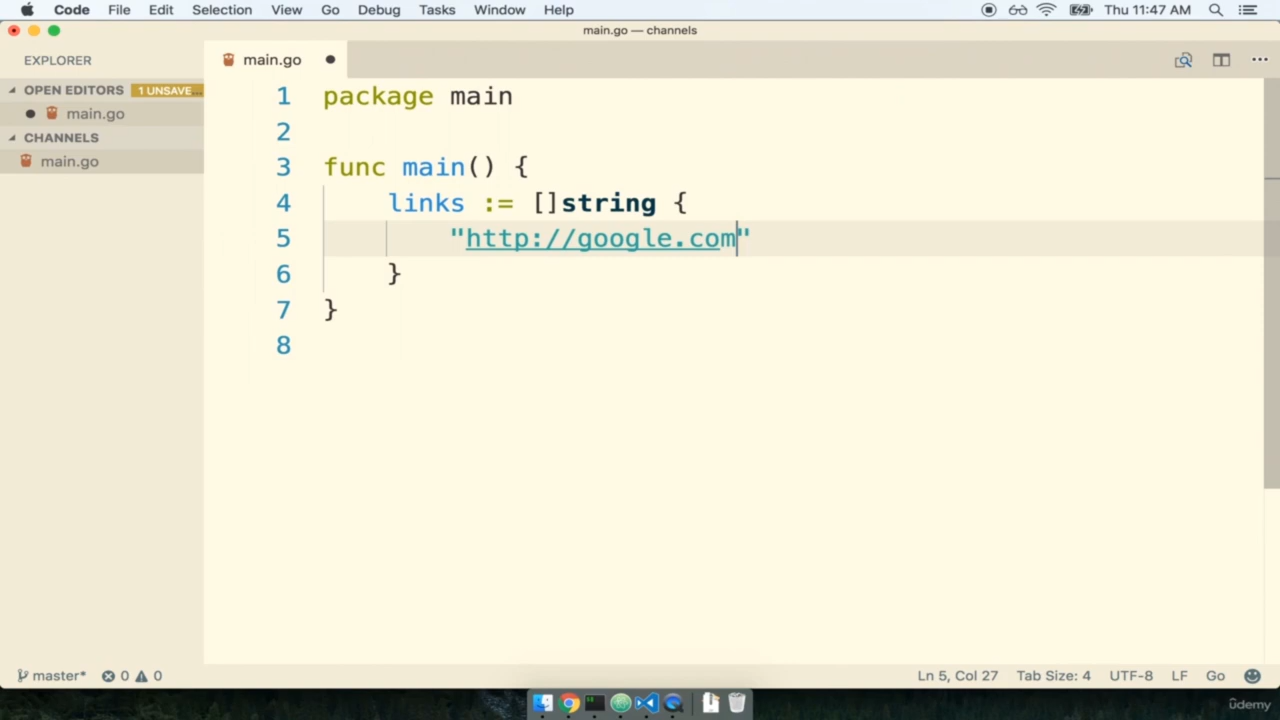 Code File Edit Selection View Go Debug Tasks Window Help Thu 11:47 AM
main.go — channels
EXPLORER
main.go
OPEN EDITORS 1 UNSAVE...
main.go
CHANNELS
main.go
1 package main
2
3 func main() {
4 links := []string {
5 "http://google.com"
6 }
7 }
8
master* 0 0 Ln 5, Col 27 Tab Size: 4 UTF-8 LF Go
udemy